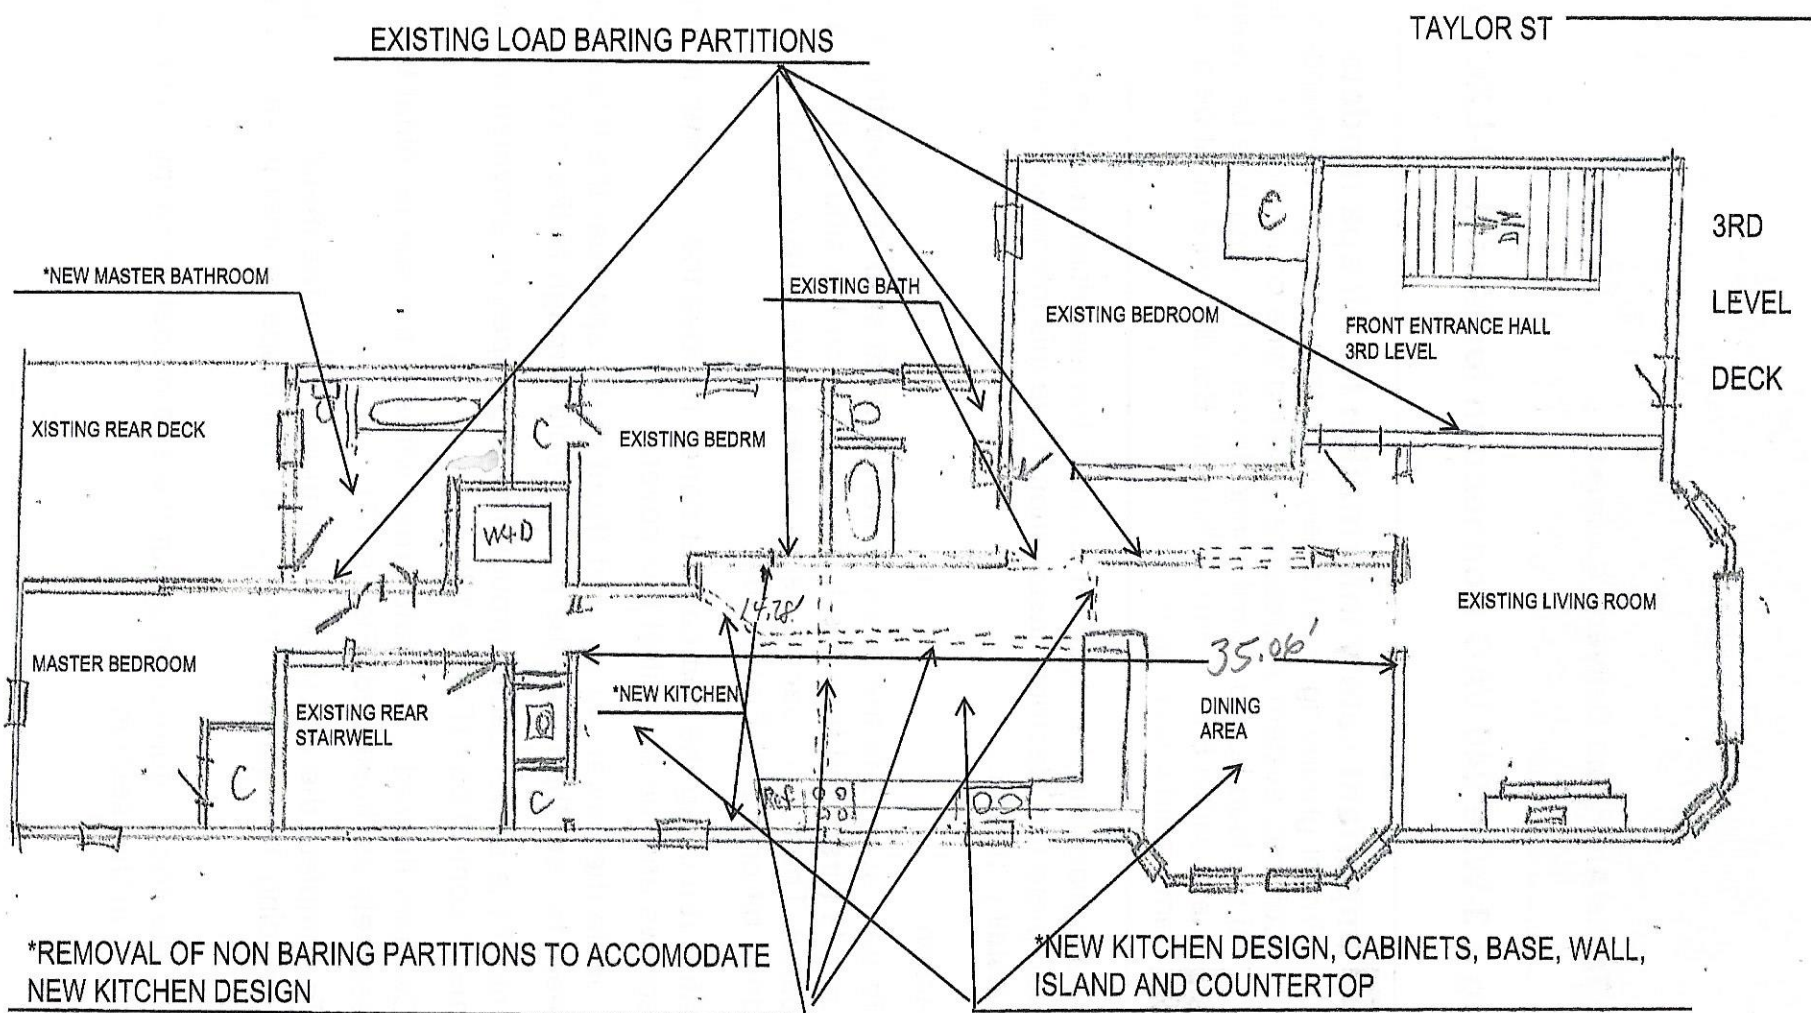 TAYLOR ST
EXISTING LOAD BARING PARTITIONS
3RD
LEVEL
DECK
*NEW MASTER BATHROOM
EXISTING BATH
EXISTING BEDROOM
C
FRONT ENTRANCE HALL
3RD LEVEL
XISTING REAR DECK
C
EXISTING BEDRM
W&D
14.28'
EXISTING LIVING ROOM
MASTER BEDROOM
35.06'
*NEW KITCHEN
EXISTING REAR
STAIRWELL
DINING
AREA
C
C
Ref.
*REMOVAL OF NON BARING PARTITIONS TO ACCOMODATE
NEW KITCHEN DESIGN
*NEW KITCHEN DESIGN, CABINETS, BASE, WALL,
ISLAND AND COUNTERTOP